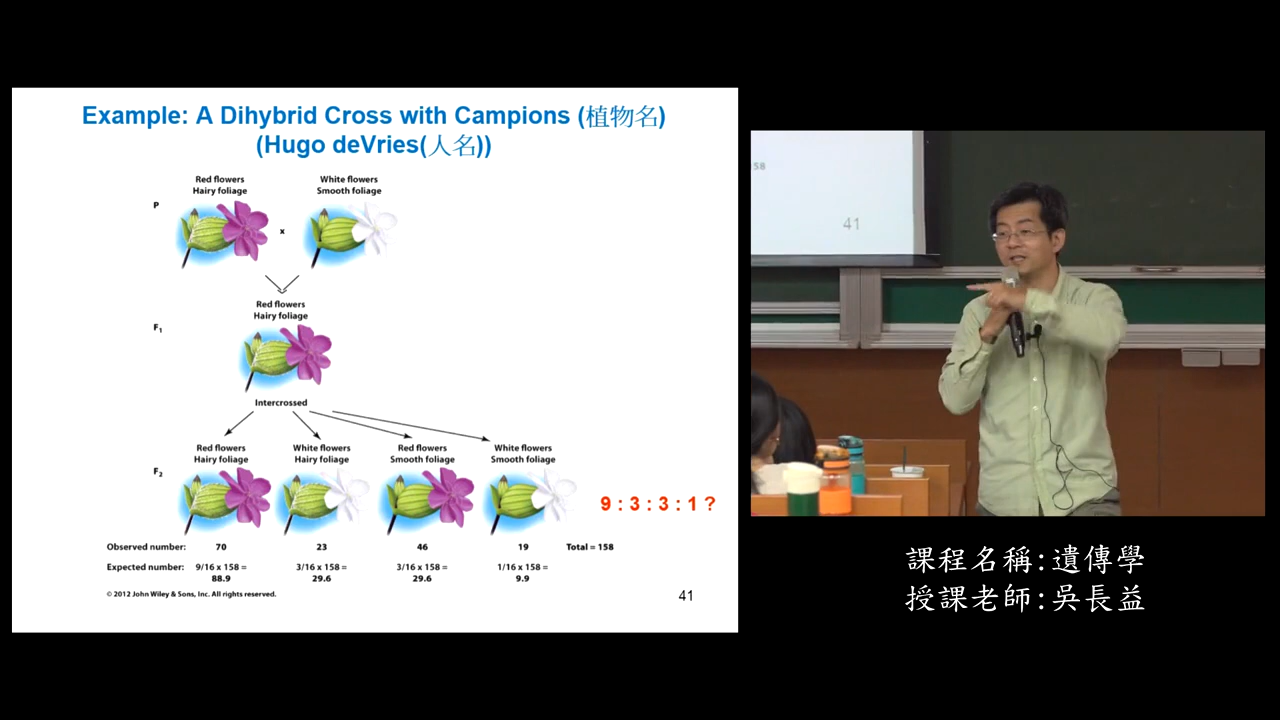 Example: A Dihybrid Cross with Campions (植物名)
(Hugo deVries(人名))
Red flowers
Hairy foliage
White flowers
Smooth foliage
P
x
Red flowers
Hairy foliage
F1
Intercrossed
Red flowers
Hairy foliage
White flowers
Hairy foliage
Red flowers
Smooth foliage
White flowers
Smooth foliage
F2
9 : 3 : 3 : 1 ?
Observed number: 70 23 46 19 Total = 158
Expected number: 9/16 x 158 = 3/16 x 158 = 3/16 x 158 = 1/16 x 158 =
88.9 29.6 29.6 9.9
© 2012 John Wiley & Sons, Inc. All rights reserved.
41
58
41
課程名稱:遺傳學
授課老師:吳長益